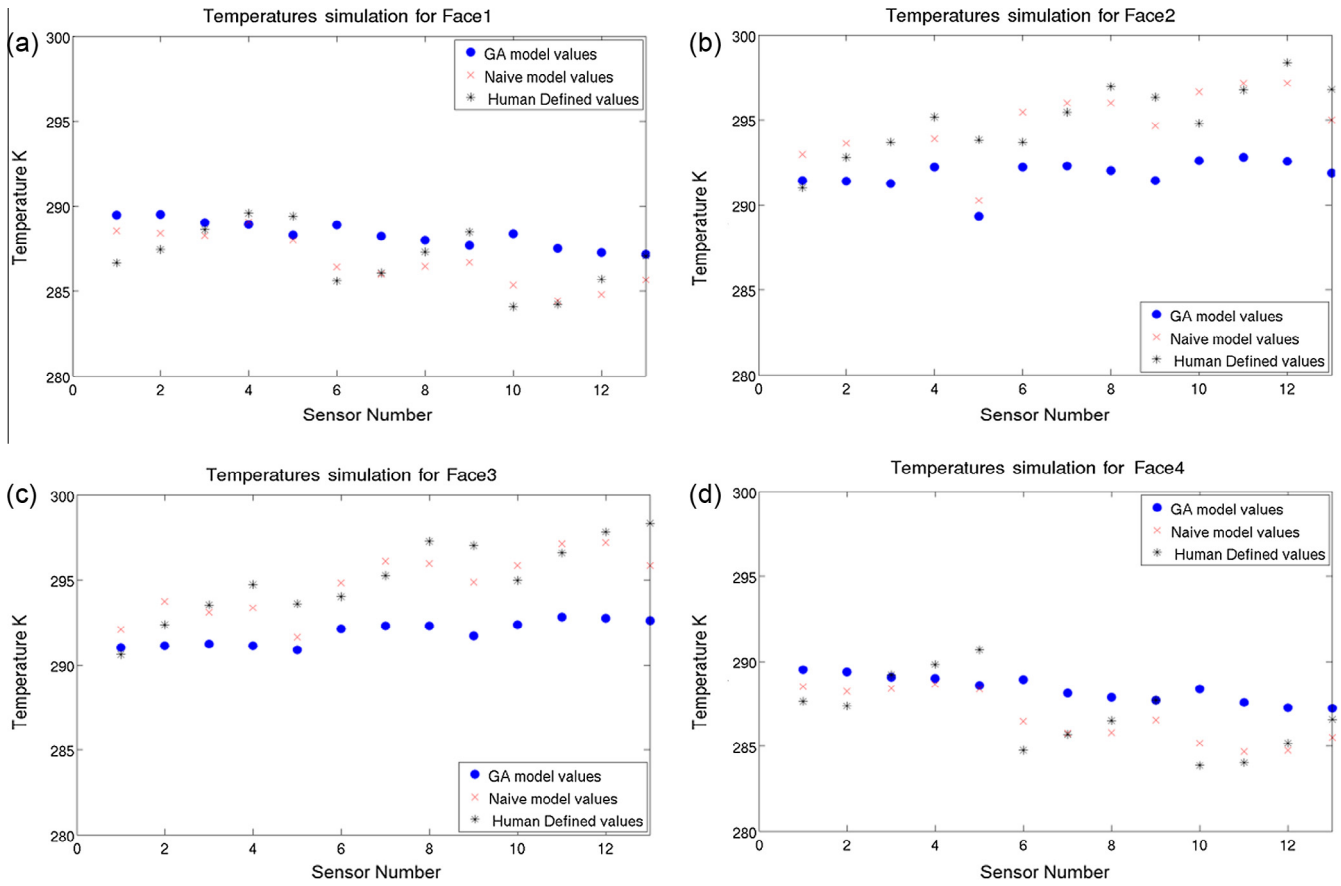 (a)
Temperatures simulation for Face1
300
295
290
285
280
Temperature K
GA model values
Naive model values
Human Defined values
0 2 4 6 8 10 12
Sensor Number
(b)
Temperatures simulation for Face2
300
295
290
285
280
Temperature K
GA model values
Naive model values
Human Defined values
0 2 4 6 8 10 12
Sensor Number
(c)
Temperatures simulation for Face3
300
295
290
285
280
Temperature K
GA model values
Naive model values
Human Defined values
0 2 4 6 8 10 12
Sensor Number
(d)
Temperatures simulation for Face4
300
295
290
285
280
Temperature K
GA model values
Naive model values
Human Defined values
0 2 4 6 8 10 12
Sensor Number